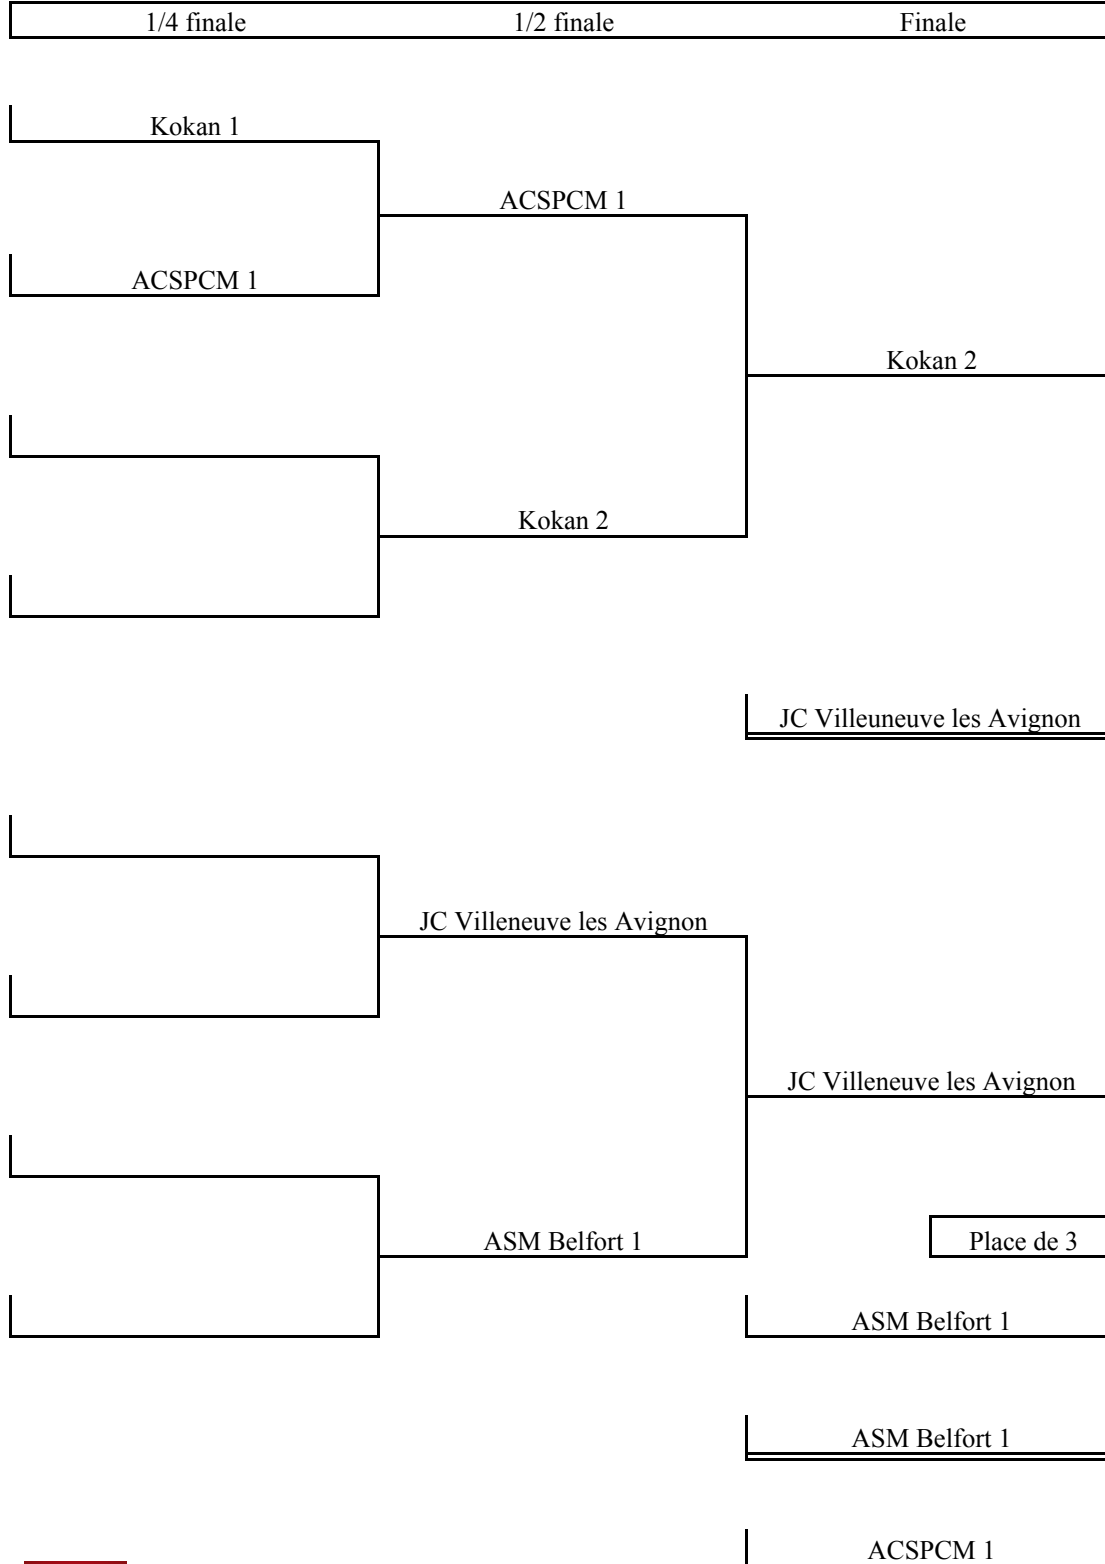 1/4 finale 1/2 finale Finale
Kokan 1
ACSPCM 1
ACSPCM 1
Kokan 2
Kokan 2
JC Villeuneuve les Avignon
JC Villeneuve les Avignon
JC Villeneuve les Avignon
ASM Belfort 1 Place de 3
ASM Belfort 1
ASM Belfort 1
ACSPCM 1